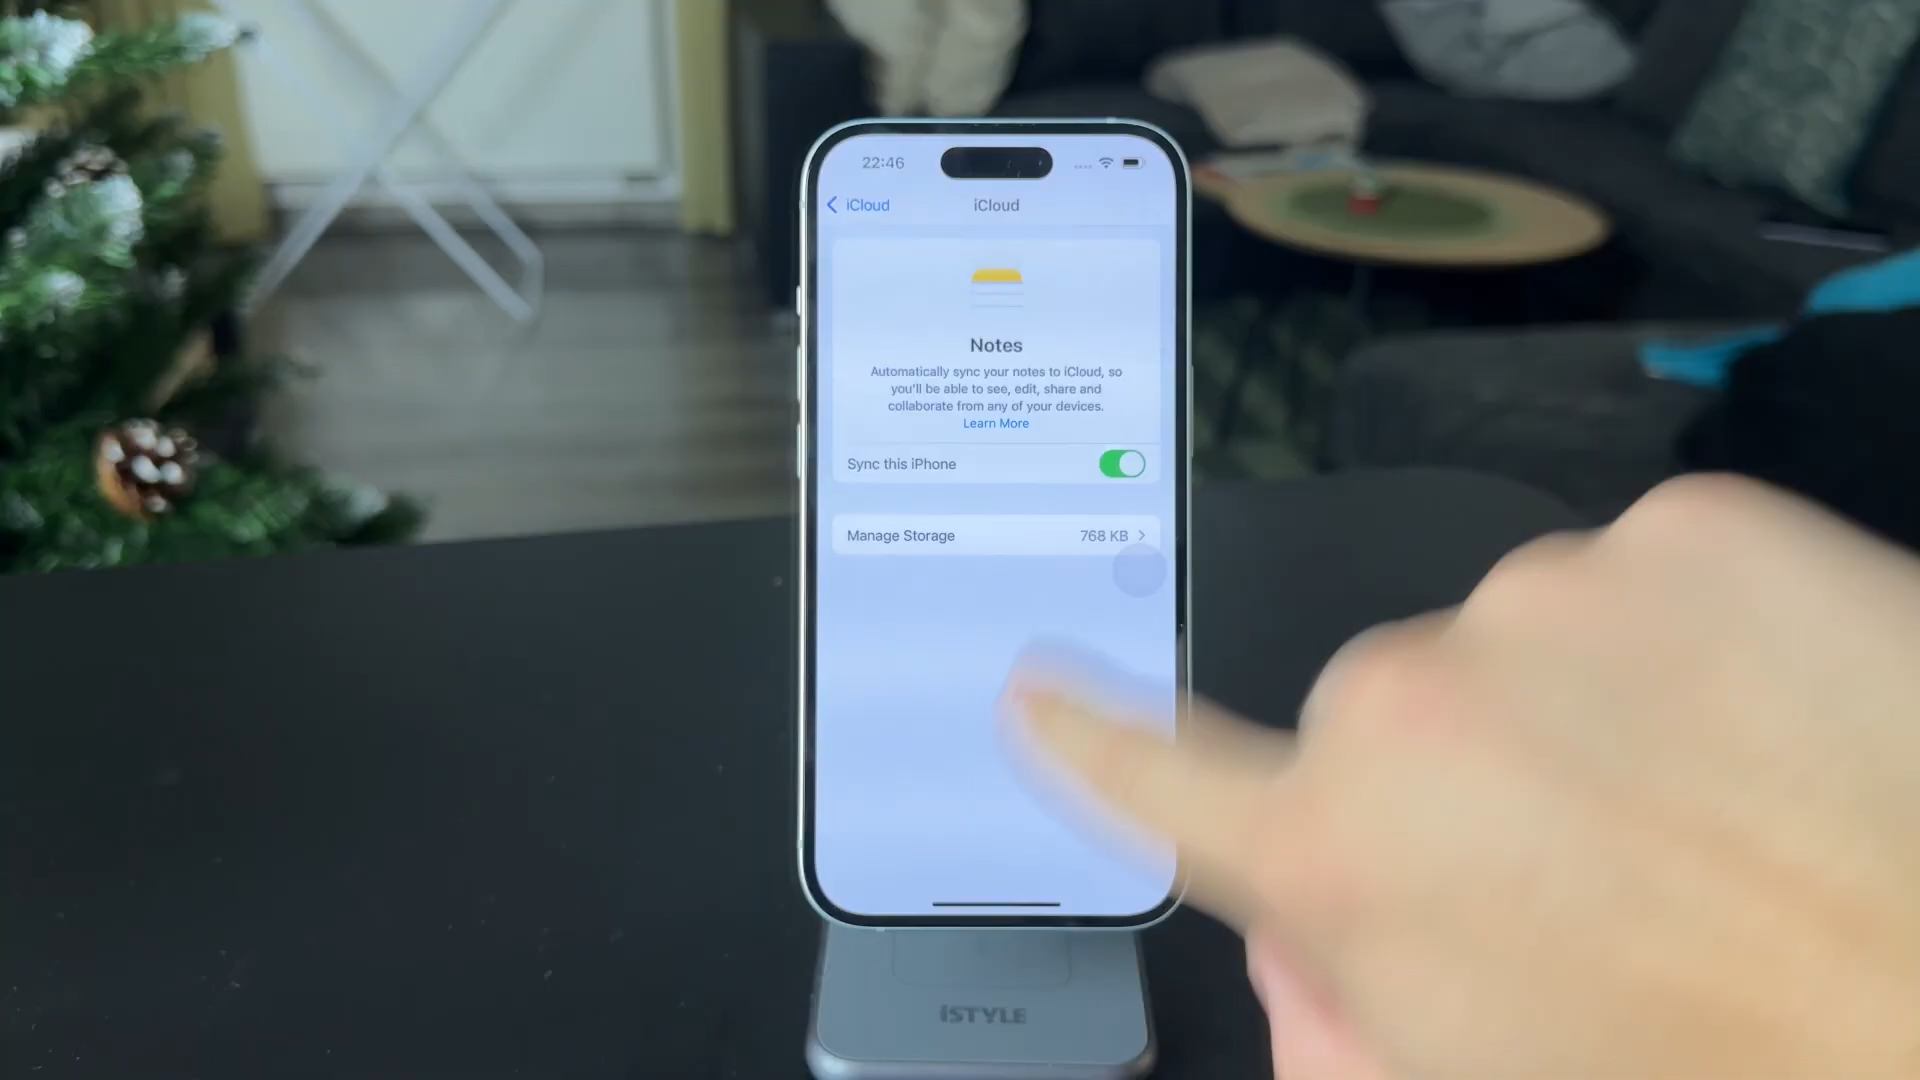 22:46
iCloud
iCloud
Notes
Automatically sync your notes to iCloud, so
you'll be able to see, edit, share and
collaborate from any of your devices.
Learn More
Sync this iPhone
Manage Storage 768 KB
iSTYLE